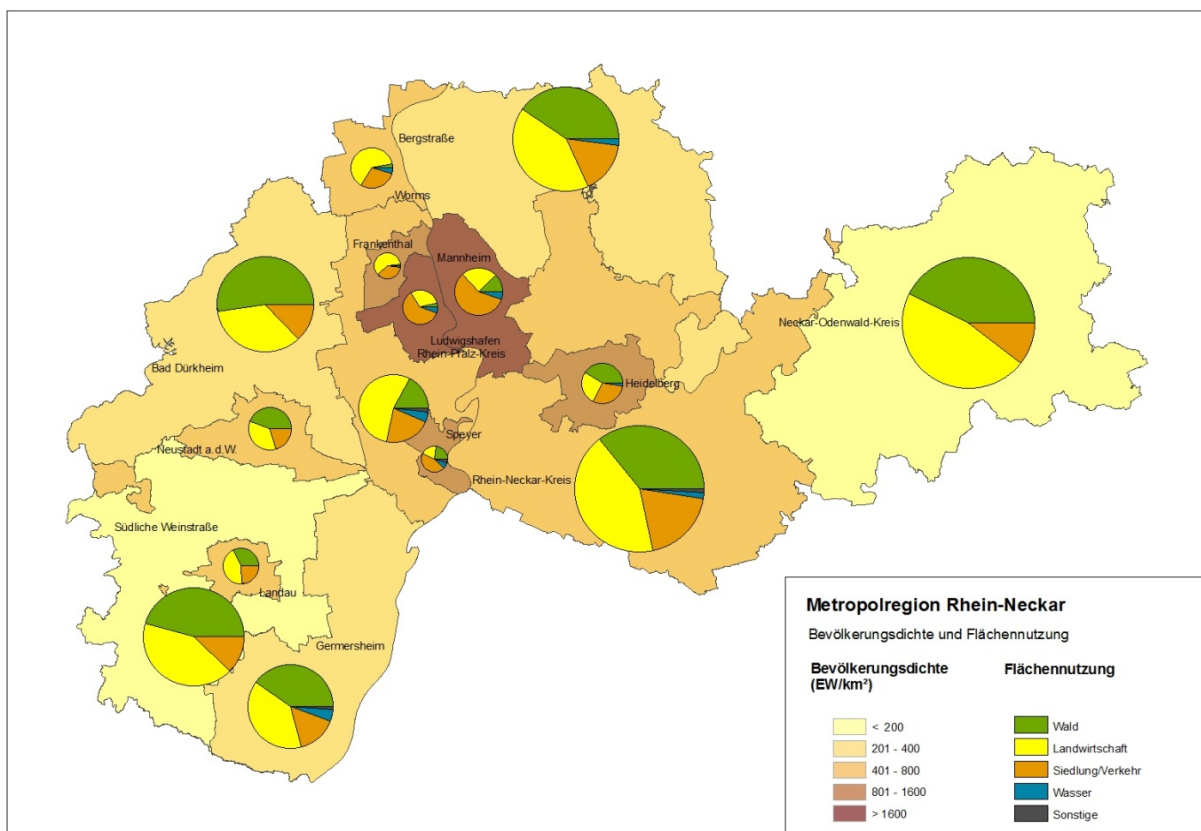 Bergstraße
Worms
Frankenthal
Mannheim
Neckar-Odenwald-Kreis
Ludwigshafen
Rhein-Pfalz-Kreis
Bad Dürkheim
Heidelberg
Speyer
Neustadt a.d.W.
Rhein-Neckar-Kreis
Südliche Weinstraße
Landau
Germersheim
Metropolregion Rhein-Neckar
Bevölkerungsdichte und Flächennutzung
Bevölkerungsdichte
(EW/km²)
< 200
201 - 400
401 - 800
801 - 1600
> 1600
Flächennutzung
Wald
Landwirtschaft
Siedlung/Verkehr
Wasser
Sonstige